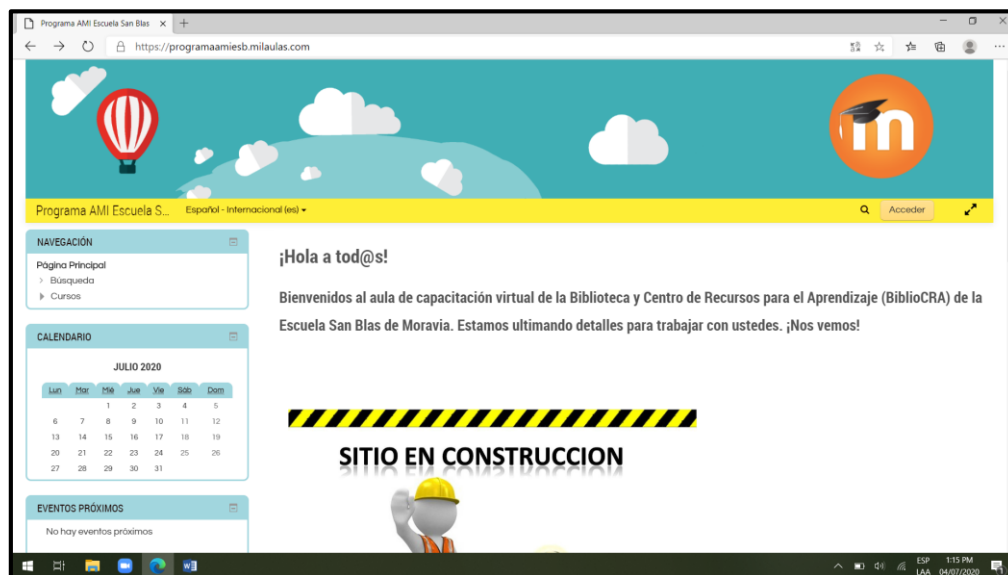 Programa AMI Escuela San Blas
https://programaamiesb.milaulas.com
m
Programa AMI Escuela S... Español - Internacional (es) Acceder
NAVEGACIÓN
Página Principal
Búsqueda
Cursos
CALENDARIO
JULIO 2020
Lun Mar Mié Jue Vie Sáb Dom
1 2 3 4 5
6 7 8 9 10 11 12
13 14 15 16 17 18 19
20 21 22 23 24 25 26
27 28 29 30 31
EVENTOS PRÓXIMOS
No hay eventos próximos
¡Hola a tod@s!
Bienvenidos al aula de capacitación virtual de la Biblioteca y Centro de Recursos para el Aprendizaje (BiblioCRA) de la
Escuela San Blas de Moravia. Estamos ultimando detalles para trabajar con ustedes. ¡Nos vemos!
SITIO EN CONSTRUCCION
ESP 1:15 PM
LAA 04/07/2020